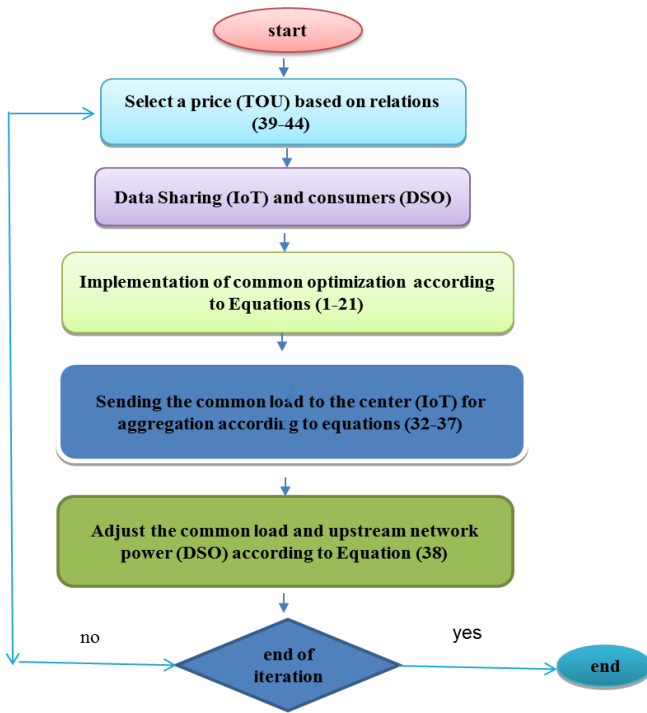 start
Select a price (TOU) based on relations
(39-44)
Data Sharing (IoT) and consumers (DSO)
Implementation of common optimization according
to Equations (1-21)
Sending the common load to the center (IoT) for
aggregation according to equations (32-37)
Adjust the common load and upstream network
power (DSO) according to Equation (38)
no
yes
end of
iteration
end